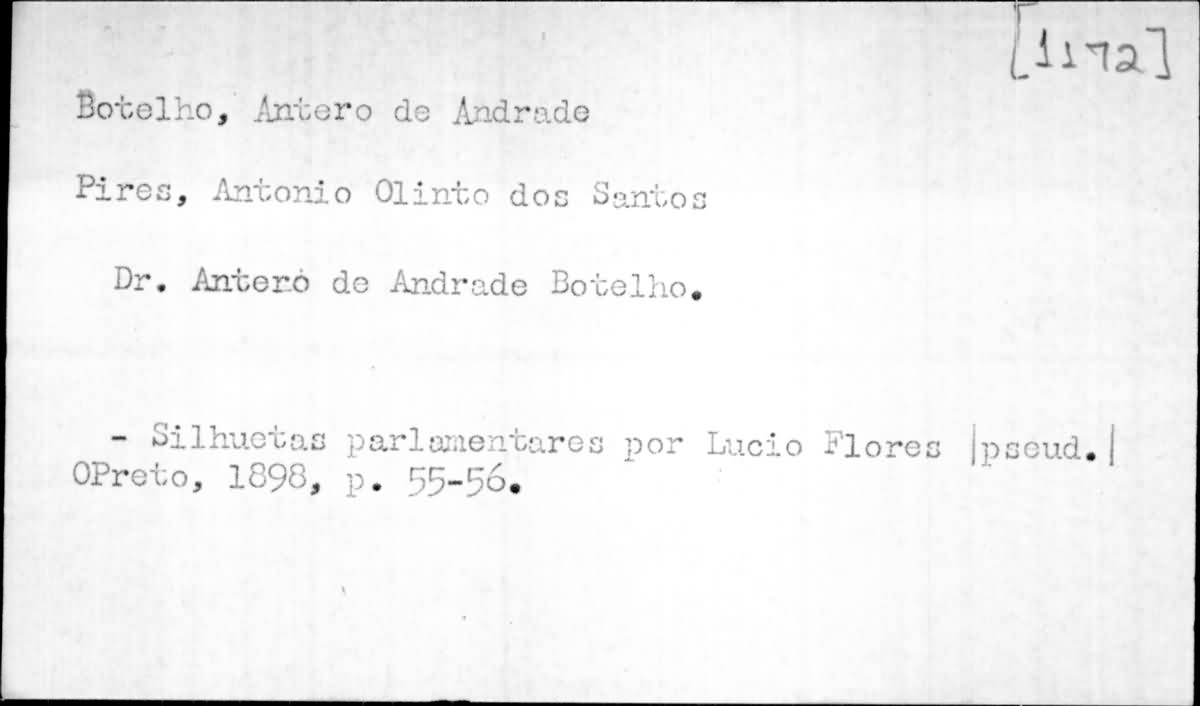 [1172]
Botelho, Antero de Andrade
Pires, Antonio Olinto dos Santos
Dr. Antero de Andrade Botelho.
- Silhuetas parlamentares por Lucio Flores |pseud.|
OPreto, 1898, p. 55-56.